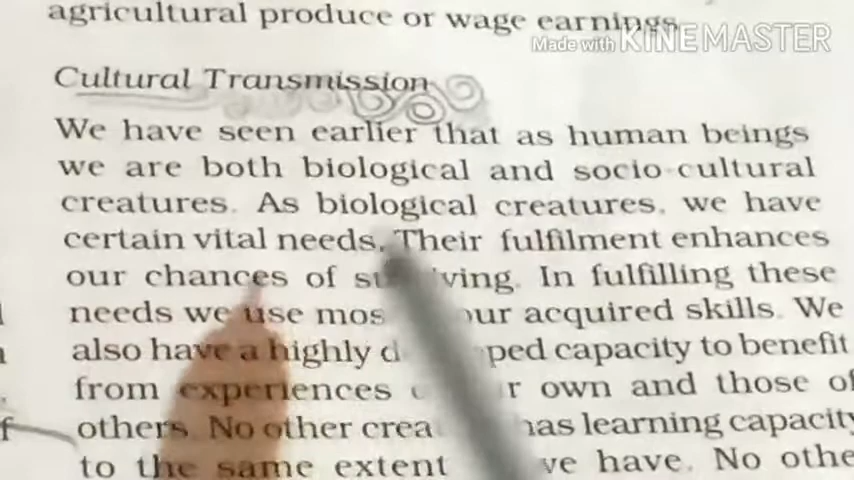 agricultural produce or wage earnings
Made with KINEMASTER
Cultural Transmission
We have seen earlier that as human beings
we are both biological and socio-cultural
creatures. As biological creatures, we have
certain vital needs. Their fulfilment enhances
our chances of ving. In fulfilling these
needs we use mos our acquired skills. We
also have a highly d ped capacity to benefit
from experiences r own and those of
others. No other crea has learning capacity
to the same extent ve have. No othe